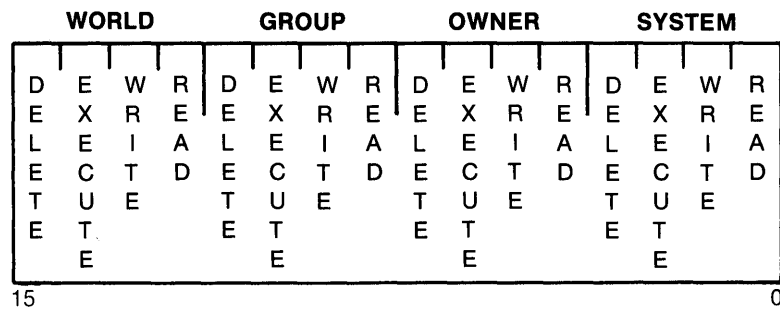 WORLD GROUP OWNER SYSTEM
DELETE EXECUTE WRITE READ DELETE EXECUTE WRITE READ DELETE EXECUTE WRITE READ DELETE EXECUTE WRITE READ
15 0